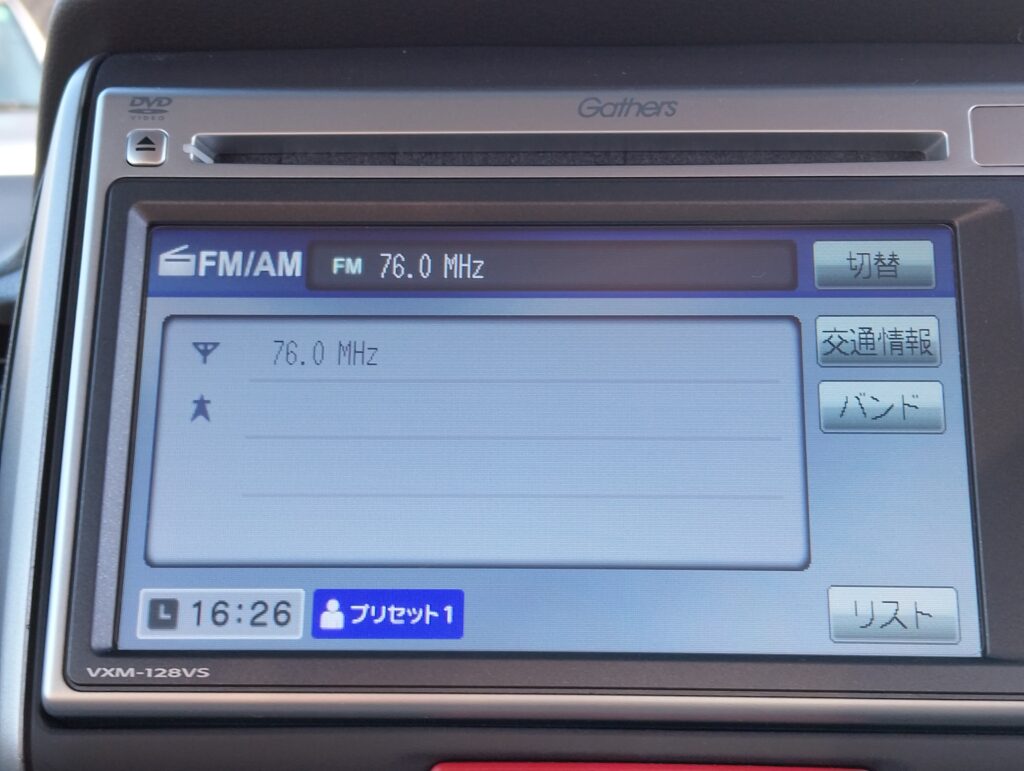 DVD
VIDEO
Gathers
FM/AM
FM 76.0 MHz
切替
76.0 MHz
交通情報
バンド
16:26
プリセット1
リスト
VXM-128VS